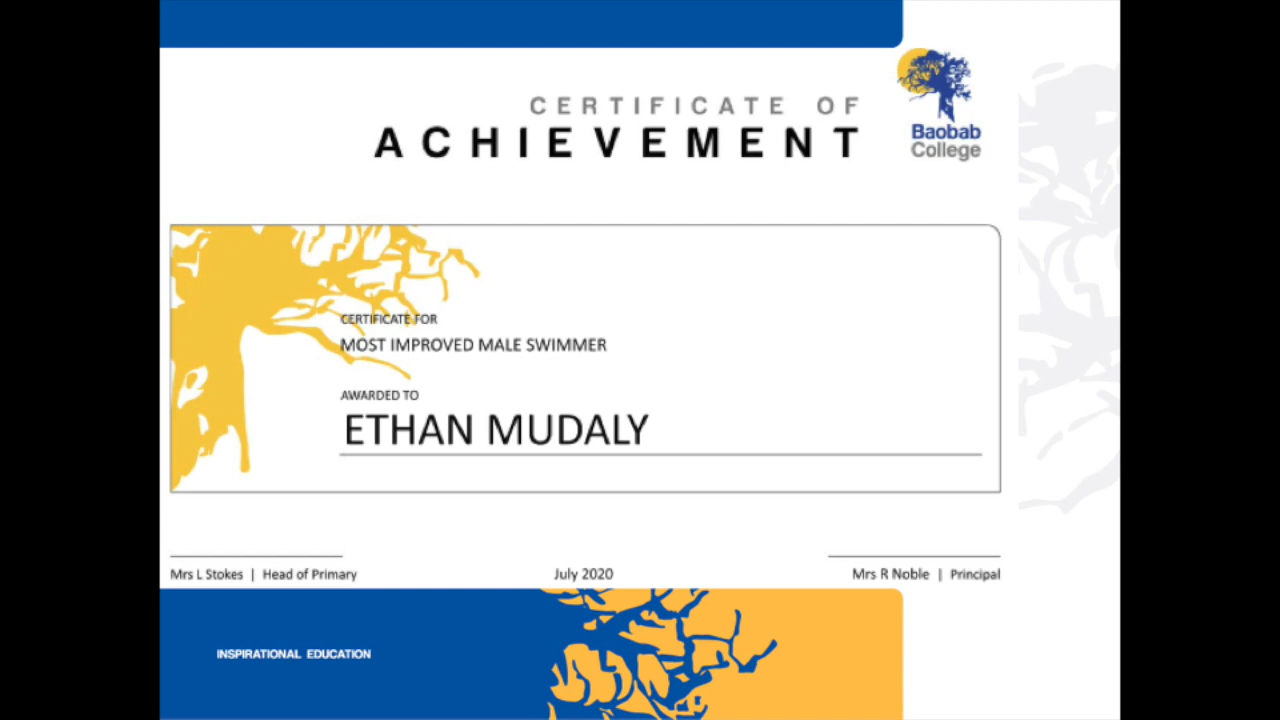 CERTIFICATE OF
ACHIEVEMENT
Baobab
College
CERTIFICATE FOR
MOST IMPROVED MALE SWIMMER
AWARDED TO
ETHAN MUDALY
Mrs L Stokes | Head of Primary
July 2020
Mrs R Noble | Principal
INSPIRATIONAL EDUCATION